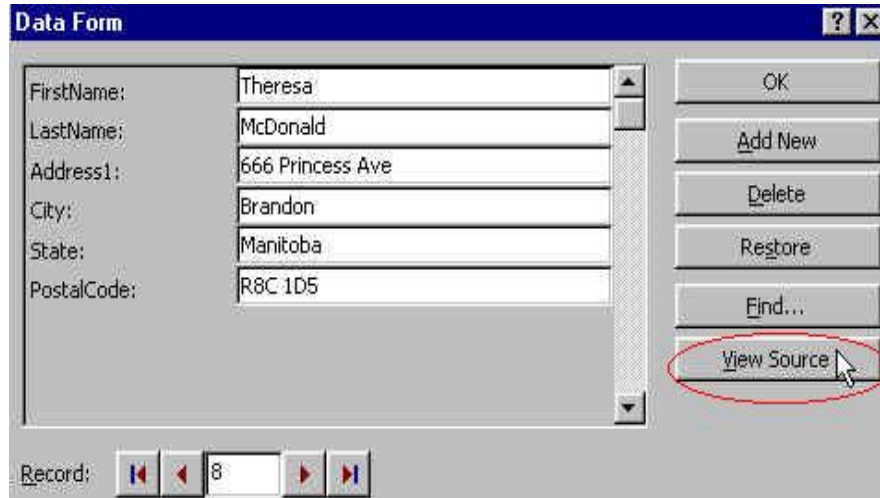 Data Form
FirstName: Theresa
LastName: McDonald
Address1: 666 Princess Ave
City: Brandon
State: Manitoba
PostalCode: R8C 1D5
OK
Add New
Delete
Restore
Find...
View Source
Record: 8